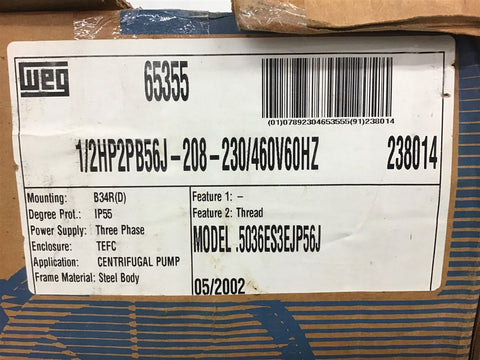 WEG
65355
(01)07892304653555(91)238014
1/2HP2PB56J-208-230/460V60HZ 238014
Mounting: B34R(D)
Degree Prot.: IP55
Power Supply: Three Phase
Enclosure: TEFC
Application: CENTRIFUGAL PUMP
Frame Material: Steel Body
Feature 1: -
Feature 2: Thread
MODEL .5036ES3EJP56J
05/2002